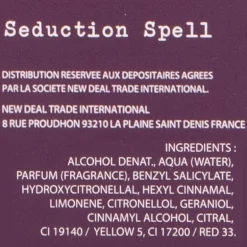 Seduction Spell
DISTRIBUTION RESERVEE AUX DEPOSITAIRES AGREES
PAR LA SOCIETE NEW DEAL TRADE INTERNATIONAL.
NEW DEAL TRADE INTERNATIONAL
8 RUE PROUDHON 93210 LA PLAINE SAINT DENIS FRANCE
INGREDIENTS :
ALCOHOL DENAT., AQUA (WATER),
PARFUM (FRAGRANCE), BENZYL SALICYLATE,
HYDROXYCITRONELLAL, HEXYL CINNAMAL,
LIMONENE, CITRONELLOL, GERANIOL,
CINNAMYL ALCOHOL, CITRAL,
CI 19140 / YELLOW 5, CI 17200 / RED 33.